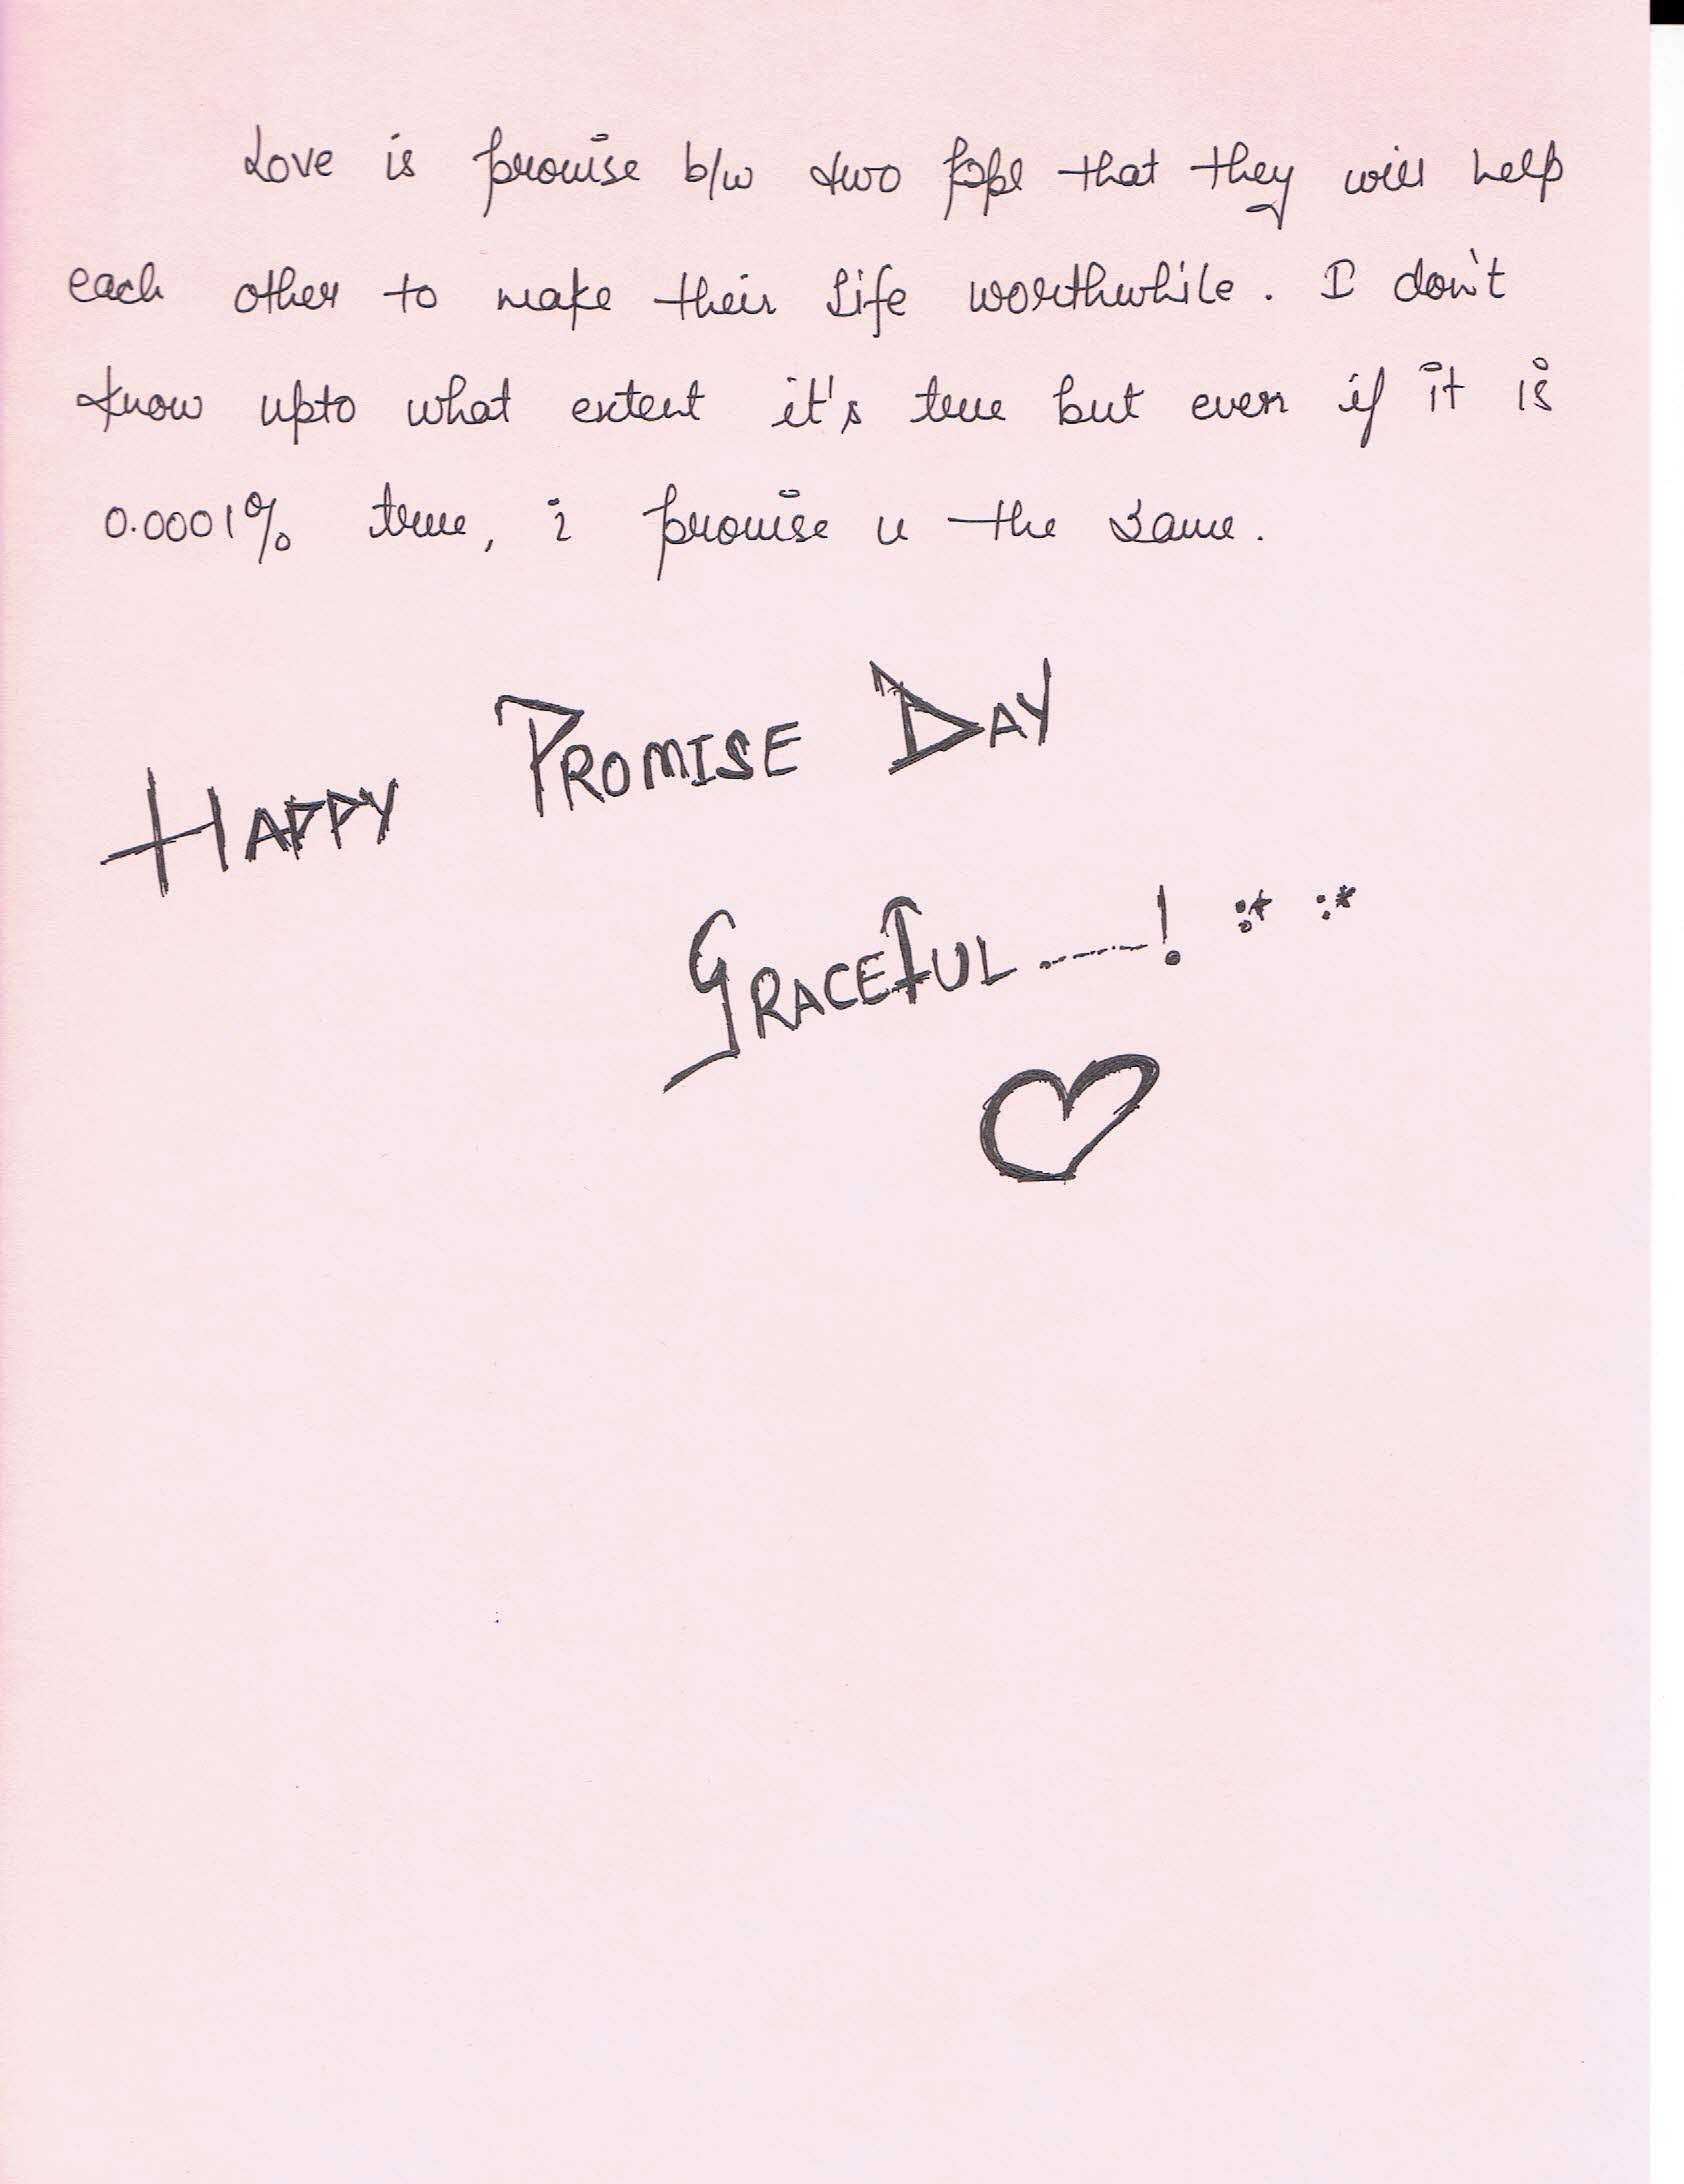 Love is promise b/w two pople that they will help
each other to make their life worthwhile. I don't
know upto what extent it's true but even if it is
0.0001% true, i promise u the same.
HAPPY PROMISE DAY
GRACEFUL......! :* :*